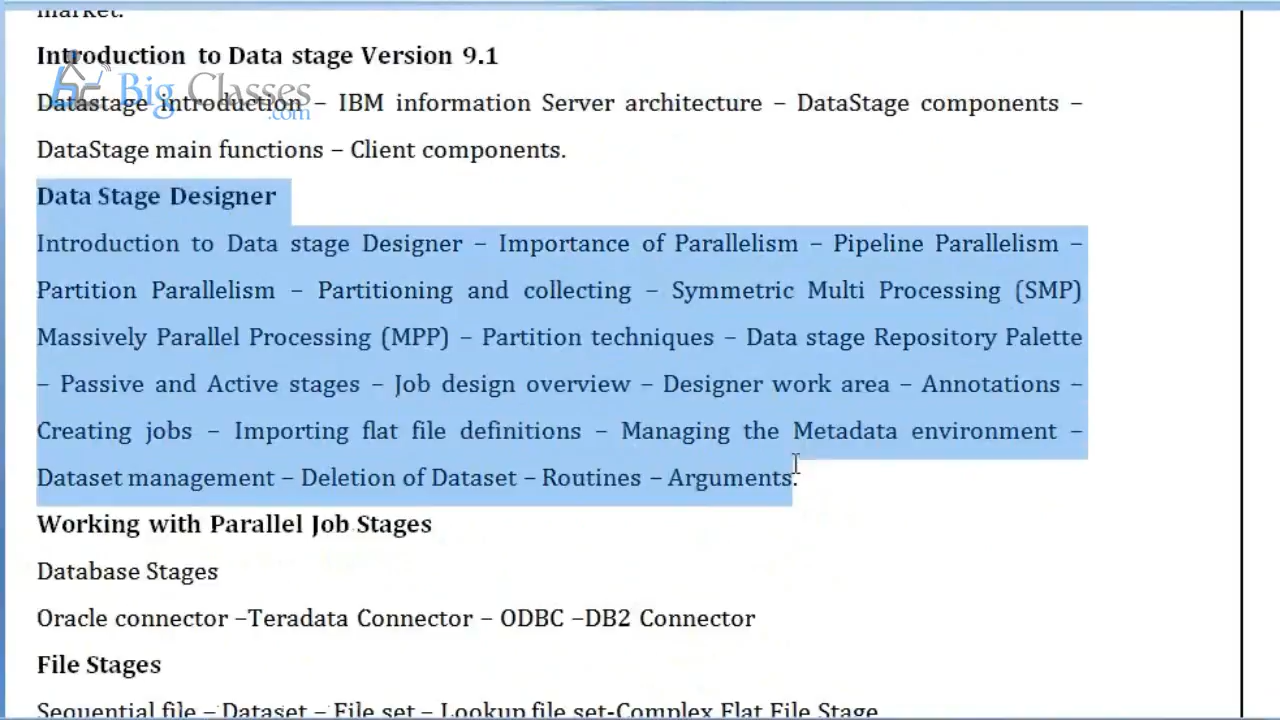 market.
Introduction to Data stage Version 9.1
Big Classes
.com
Datastage introduction – IBM information Server architecture – DataStage components –
DataStage main functions – Client components.
Data Stage Designer
Introduction to Data stage Designer – Importance of Parallelism – Pipeline Parallelism –
Partition Parallelism – Partitioning and collecting – Symmetric Multi Processing (SMP)
Massively Parallel Processing (MPP) – Partition techniques – Data stage Repository Palette
– Passive and Active stages – Job design overview – Designer work area – Annotations –
Creating jobs – Importing flat file definitions – Managing the Metadata environment –
Dataset management – Deletion of Dataset – Routines – Arguments.
Working with Parallel Job Stages
Database Stages
Oracle connector –Teradata Connector – ODBC –DB2 Connector
File Stages
Sequential file – Dataset – File set – Lookup file set-Complex Flat File Stage